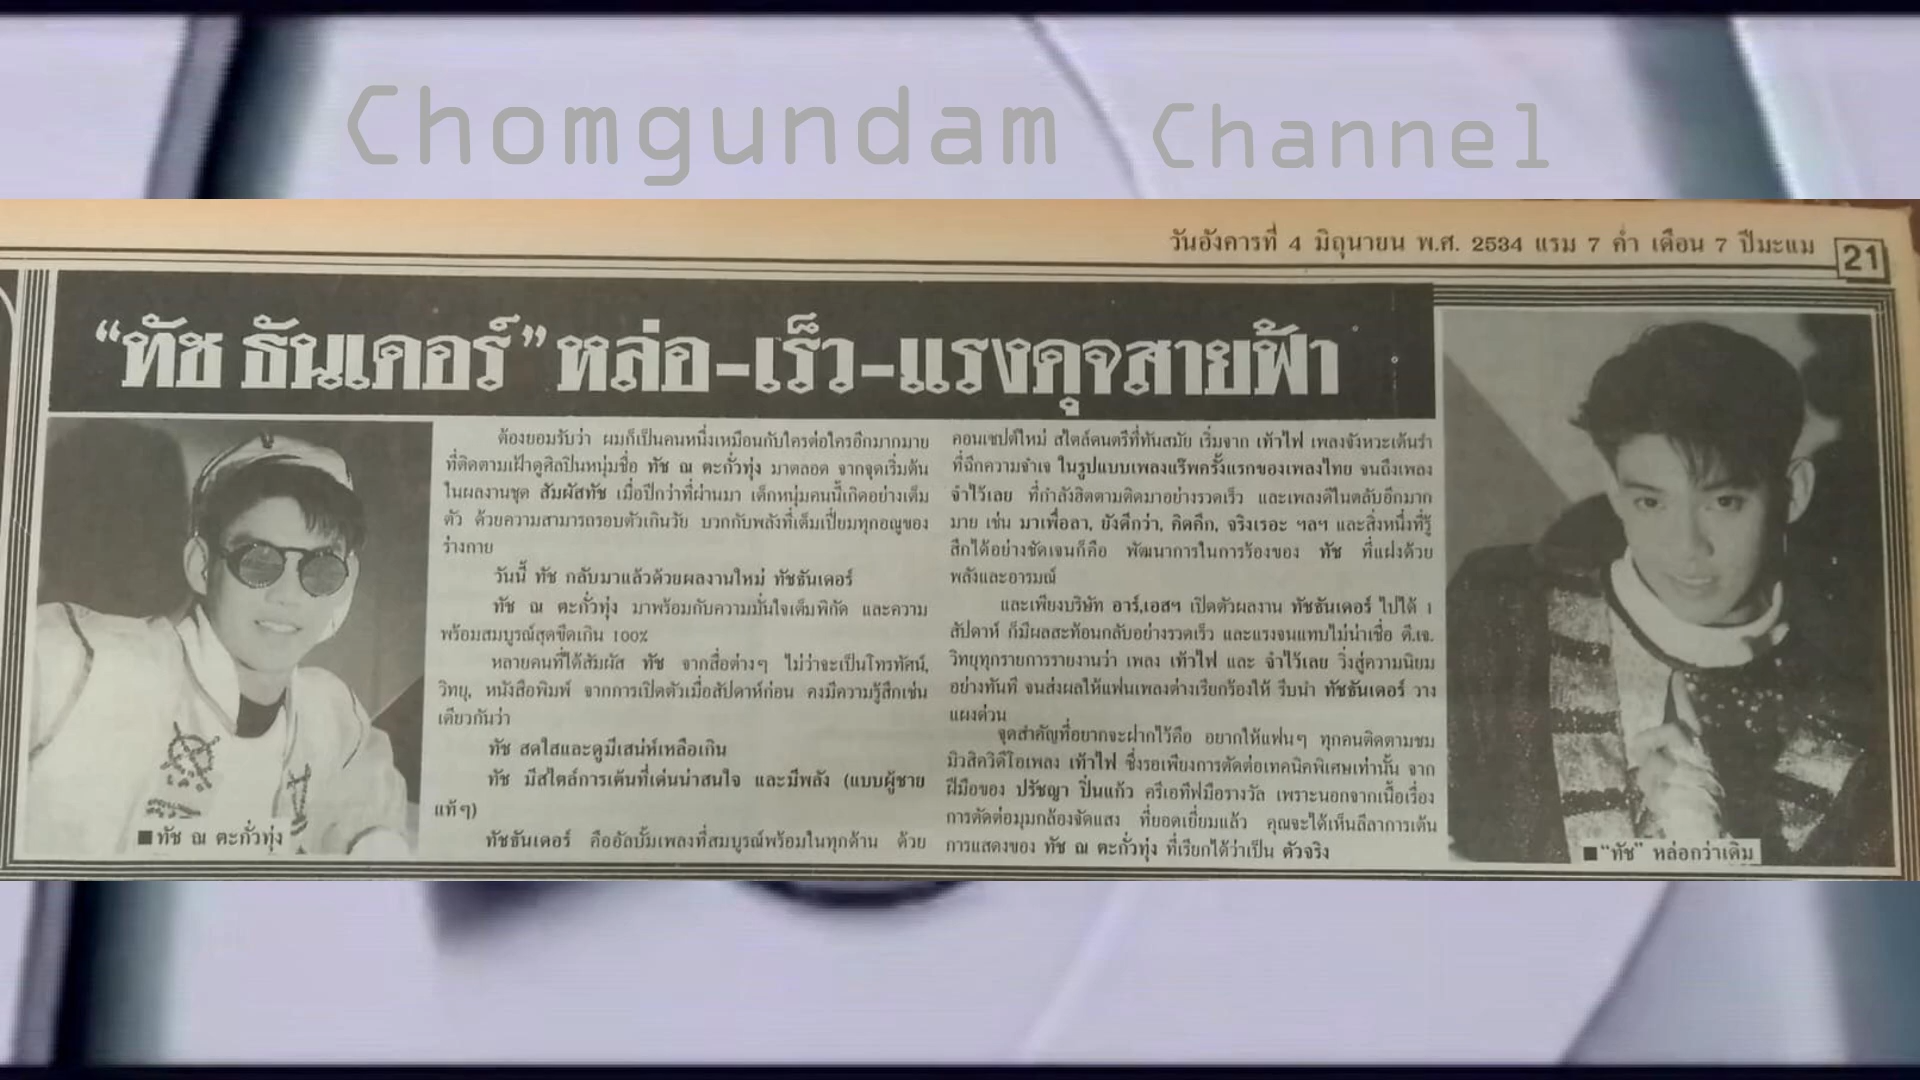 Chomgundam Channel
วันอังคารที่ 4 มิถุนายน พ.ศ. 2534 แรม 7 ค่ำ เดือน 7 ปีมะแม 21
“ทัช ธันเดอร์” หล่อ-เร็ว-แรงดุจสายฟ้า
ต้องยอมรับว่า ผมก็เป็นคนหนึ่งเหมือนกับใครต่อใครอีกมากมาย
ที่ติดตามเฝ้าดูศิลปินหนุ่มชื่อ ทัช ณ ตะกั่วทุ่ง มาตลอด จากจุดเริ่มต้น
ในผลงานชุด สัมผัสทัช เมื่อปีกว่าที่ผ่านมา เด็กหนุ่มคนนี้เกิดอย่างเต็ม
ตัว ด้วยความสามารถรอบตัวเกินวัย บวกกับพลังที่เต็มเปี่ยมทุกอณูของ
ร่างกาย
วันนี้ ทัช กลับมาแล้วด้วยผลงานใหม่ ทัชธันเดอร์
ทัช ณ ตะกั่วทุ่ง มาพร้อมกับความมั่นใจเต็มพิกัด และความ
พร้อมสมบูรณ์สุดขีดเกิน 100%
หลายคนที่ได้สัมผัส ทัช จากสื่อต่างๆ ไม่ว่าจะเป็นโทรทัศน์,
วิทยุ, หนังสือพิมพ์ จากการเปิดตัวเมื่อสัปดาห์ก่อน คงมีความรู้สึกเช่น
เดียวกันว่า
ทัช สดใสและดูมีเสน่ห์เหลือเกิน
ทัช มีสไตล์การเต้นที่เด่นน่าสนใจ และมีพลัง (แบบผู้ชาย
แท้ๆ)
ทัชธันเดอร์ คืออัลบั้มเพลงที่สมบูรณ์พร้อมในทุกด้าน ด้วย
คอนเซปต์ใหม่ สไตล์ดนตรีที่ทันสมัย เริ่มจาก เท้าไฟ เพลงจังหวะเต้นรำ
ที่ฉีกความจำเจ ในรูปแบบเพลงแร๊พครั้งแรกของเพลงไทย จนถึงเพลง
จำไว้เลย ที่กำลังฮิตตามติดมาอย่างรวดเร็ว และเพลงดีในตลับอีกมาก
มาย เช่น มาเพื่อลา, ยังดีกว่า, คิดคึก, จริงเรอะ ฯลฯ และสิ่งหนึ่งที่รู้
สึกได้อย่างชัดเจนก็คือ พัฒนาการในการร้องของ ทัช ที่แฝงด้วย
พลังและอารมณ์
และเพียงบริษัท อาร์.เอสฯ เปิดตัวผลงาน ทัชธันเดอร์ ไปได้ 1
สัปดาห์ ก็มีผลสะท้อนกลับอย่างรวดเร็ว และแรงจนแทบไม่น่าเชื่อ ดี.เจ.
วิทยุทุกรายการรายงานว่า เพลง เท้าไฟ และ จำไว้เลย วิ่งสู่ความนิยม
อย่างทันที จนส่งผลให้แฟนเพลงต่างเรียกร้องให้ รีบนำ ทัชธันเดอร์ วาง
แผงด่วน
จุดสำคัญที่อยากจะฝากไว้คือ อยากให้แฟนๆ ทุกคนติดตามชม
มิวสิควิดีโอเพลง เท้าไฟ ซึ่งรอเพียงการตัดต่อเทคนิคพิเศษเท่านั้น จาก
ฝีมือของ ปรัชญา ปิ่นแก้ว ครีเอทีฟมือรางวัล เพราะนอกจากเนื้อเรื่อง
การตัดต่อมุมกล้องจัดแสง ที่ยอดเยี่ยมแล้ว คุณจะได้เห็นลีลาการเต้น
การแสดงของ ทัช ณ ตะกั่วทุ่ง ที่เรียกได้ว่าเป็น ตัวจริง
■ทัช ณ ตะกั่วทุ่ง
■“ทัช” หล่อกว่าเดิม